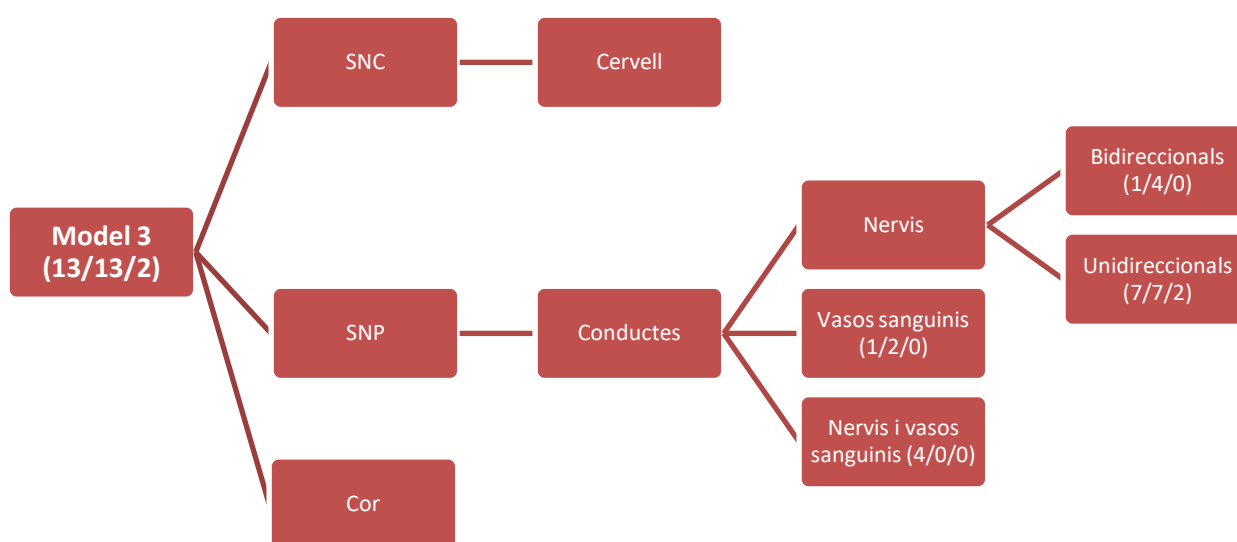 SNC
Cervell
Bidireccionals
(1/4/0)
Nervis
Model 3
(13/13/2)
Unidireccionals
(7/7/2)
SNP
Conductes
Vasos sanguinis
(1/2/0)
Nervis i vasos
sanguinis (4/0/0)
Cor